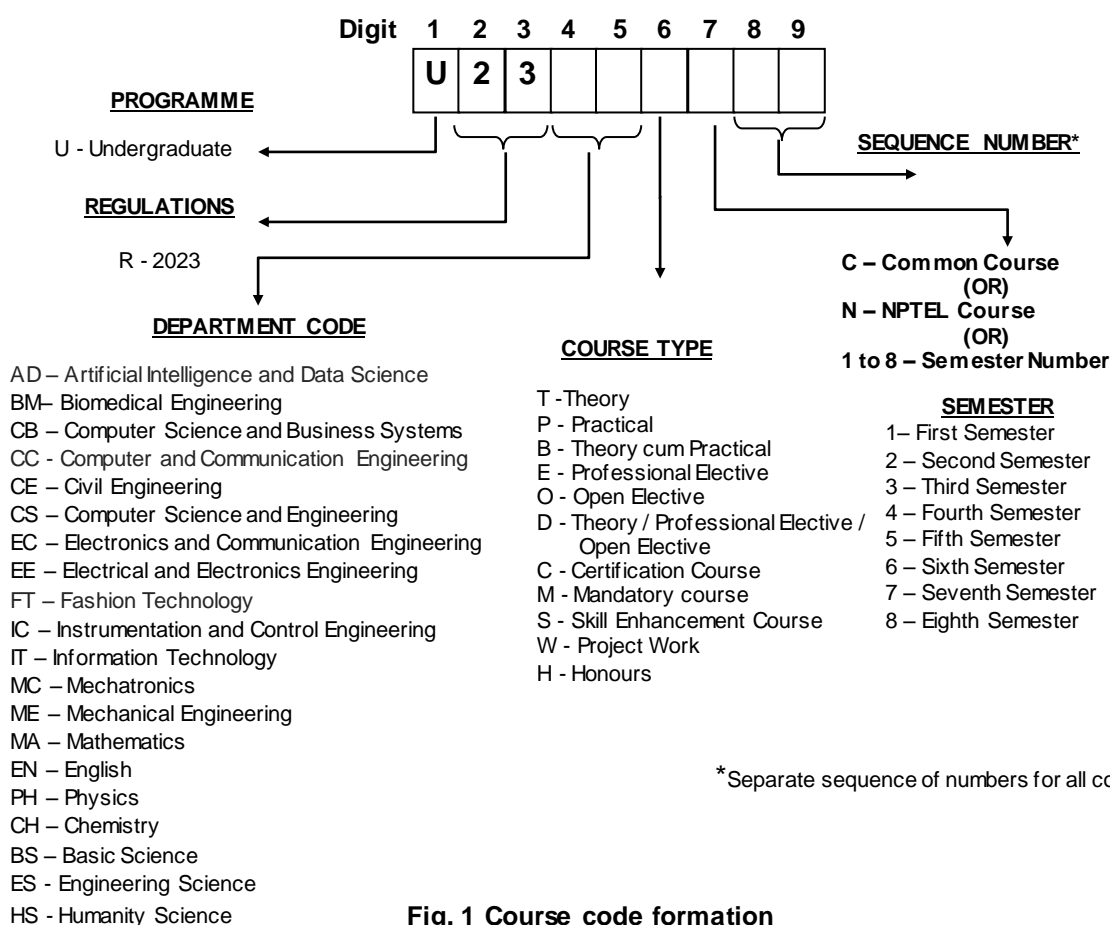 Digit 1 2 3 4 5 6 7 8 9
U 2 3
PROGRAMME
U - Undergraduate
SEQUENCE NUMBER*
REGULATIONS
R - 2023
C – Common Course
(OR)
N – NPTEL Course
(OR)
1 to 8 – Semester Number
DEPARTMENT CODE
AD – Artificial Intelligence and Data Science
BM– Biomedical Engineering
CB – Computer Science and Business Systems
CC - Computer and Communication Engineering
CE – Civil Engineering
CS – Computer Science and Engineering
EC – Electronics and Communication Engineering
EE – Electrical and Electronics Engineering
FT – Fashion Technology
IC – Instrumentation and Control Engineering
IT – Information Technology
MC – Mechatronics
ME – Mechanical Engineering
MA – Mathematics
EN – English
PH – Physics
CH – Chemistry
BS – Basic Science
ES - Engineering Science
HS - Humanity Science
COURSE TYPE
T -Theory
P - Practical
B - Theory cum Practical
E - Professional Elective
O - Open Elective
D - Theory / Professional Elective /
Open Elective
C - Certification Course
M - Mandatory course
S - Skill Enhancement Course
W - Project Work
H - Honours
SEMESTER
1– First Semester
2 – Second Semester
3 – Third Semester
4 – Fourth Semester
5 – Fifth Semester
6 – Sixth Semester
7 – Seventh Semester
8 – Eighth Semester
*Separate sequence of numbers for all
Fig. 1 Course code formation